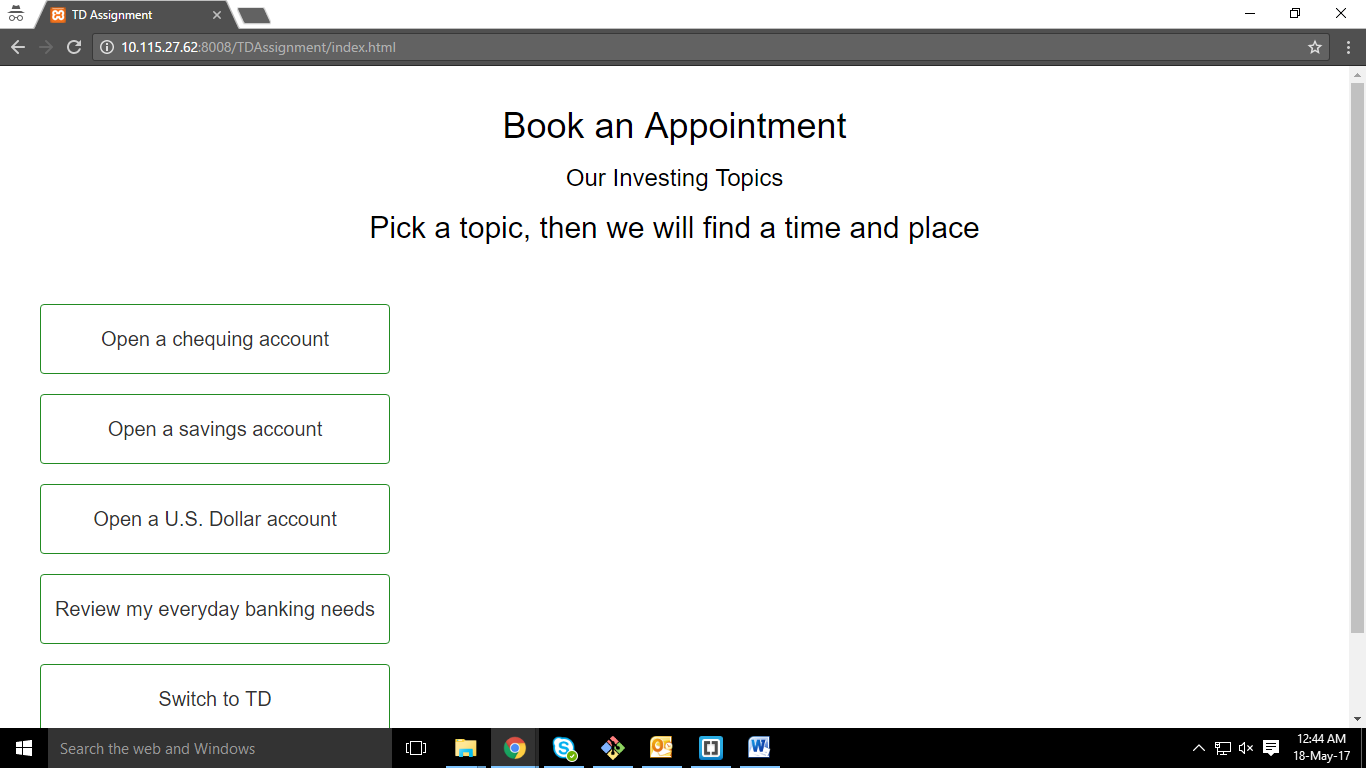 TD Assignment
10.115.27.62:8008/TDAssignment/index.html
Book an Appointment
Our Investing Topics
Pick a topic, then we will find a time and place
Open a chequing account
Open a savings account
Open a U.S. Dollar account
Review my everyday banking needs
Switch to TD
Search the web and Windows
12:44 AM
18-May-17